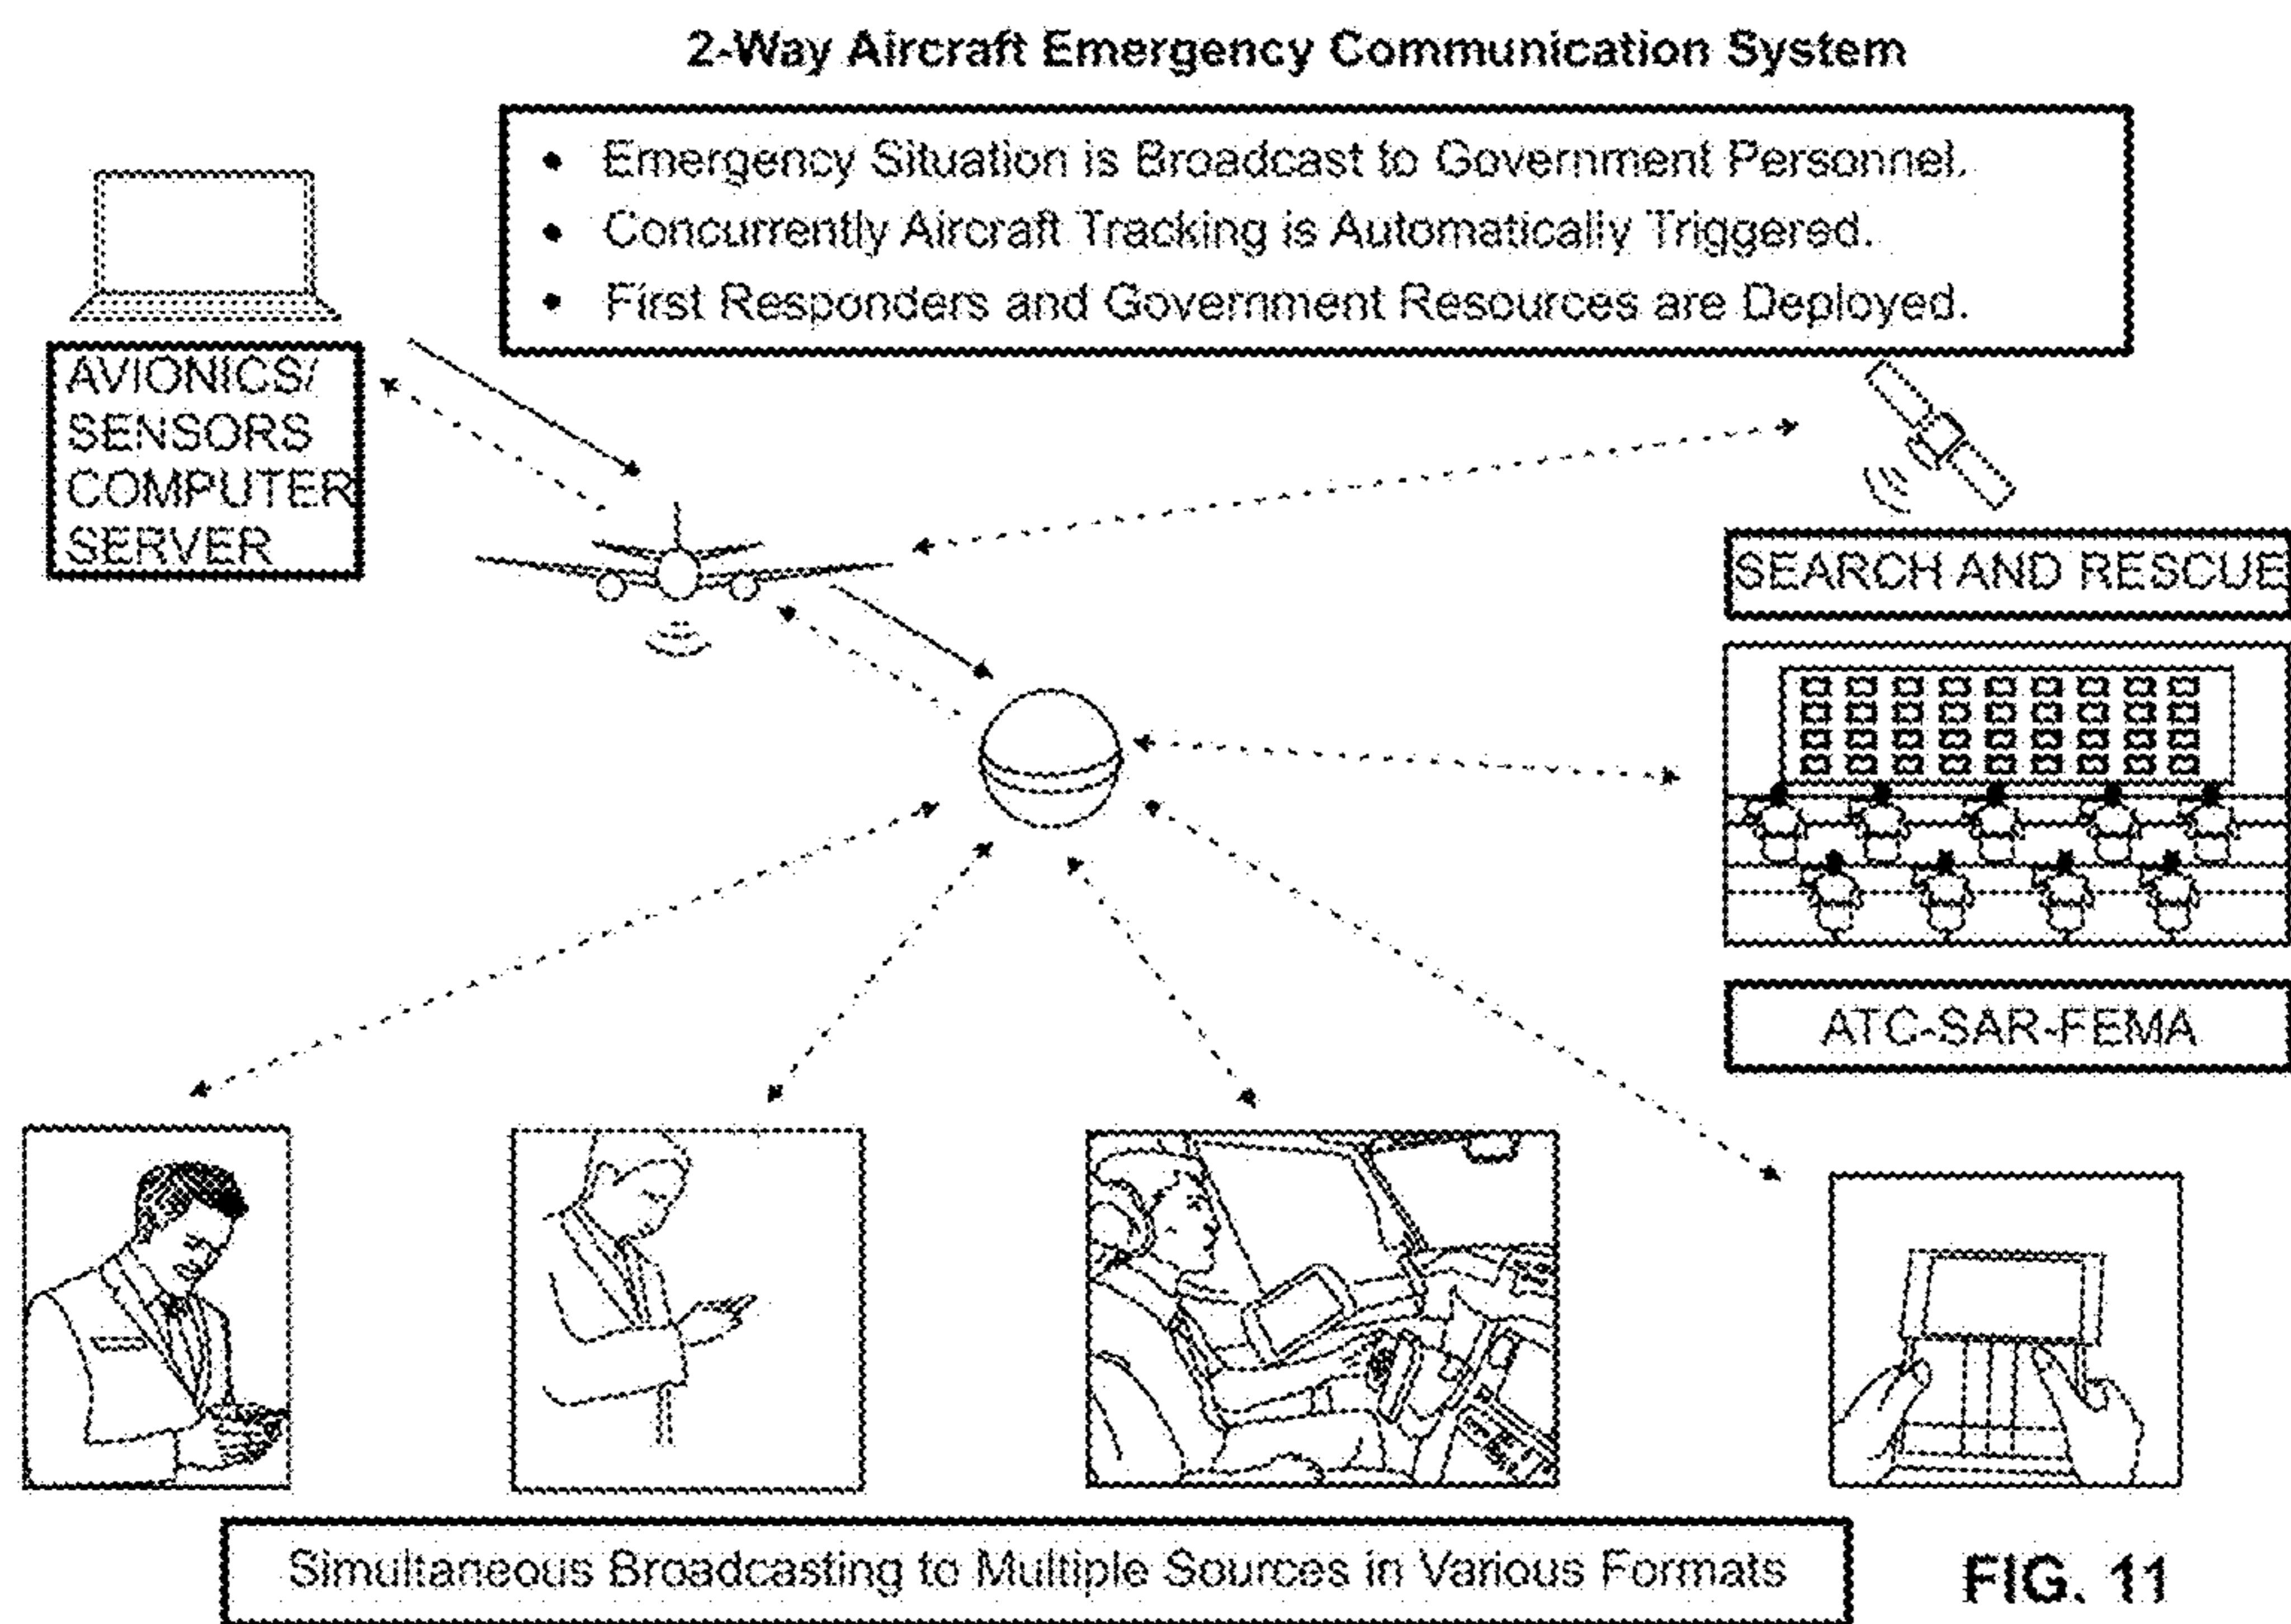 2-Way Aircraft Emergency Communication System
• Emergency Situation is Broadcast to Government Personnel.
• Concurrently Aircraft Tracking is Automatically Triggered.
• First Responders and Government Resources are Deployed.
AVIONICS/
SENSORS
COMPUTER
SERVER
SEARCH AND RESCUE
ATC-SAR-FEMA
Simultaneous Broadcasting to Multiple Sources in Various Formats
FIG. 11